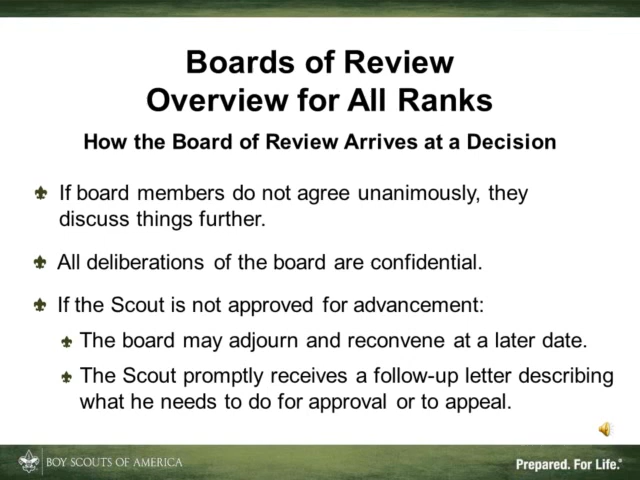 Boards of Review
Overview for All Ranks
How the Board of Review Arrives at a Decision
If board members do not agree unanimously, they
discuss things further.
All deliberations of the board are confidential.
If the Scout is not approved for advancement:
The board may adjourn and reconvene at a later date.
The Scout promptly receives a follow-up letter describing
what he needs to do for approval or to appeal.
BOY SCOUTS OF AMERICA
Prepared. For Life.®